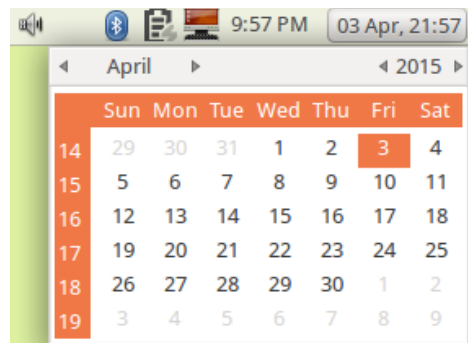 9:57 PM 03 Apr, 21:57
April 2015
Sun Mon Tue Wed Thu Fri Sat
14 29 30 31 1 2 3 4
15 5 6 7 8 9 10 11
16 12 13 14 15 16 17 18
17 19 20 21 22 23 24 25
18 26 27 28 29 30 1 2
19 3 4 5 6 7 8 9